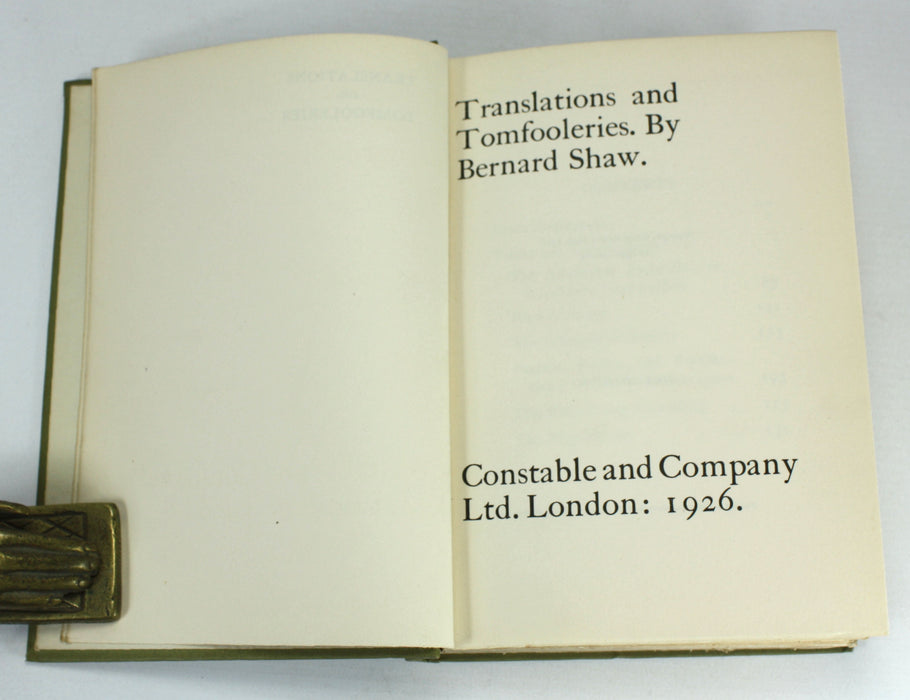 Translations and
Tomfooleries. By
Bernard Shaw.
Constable and Company
Ltd. London: 1926.